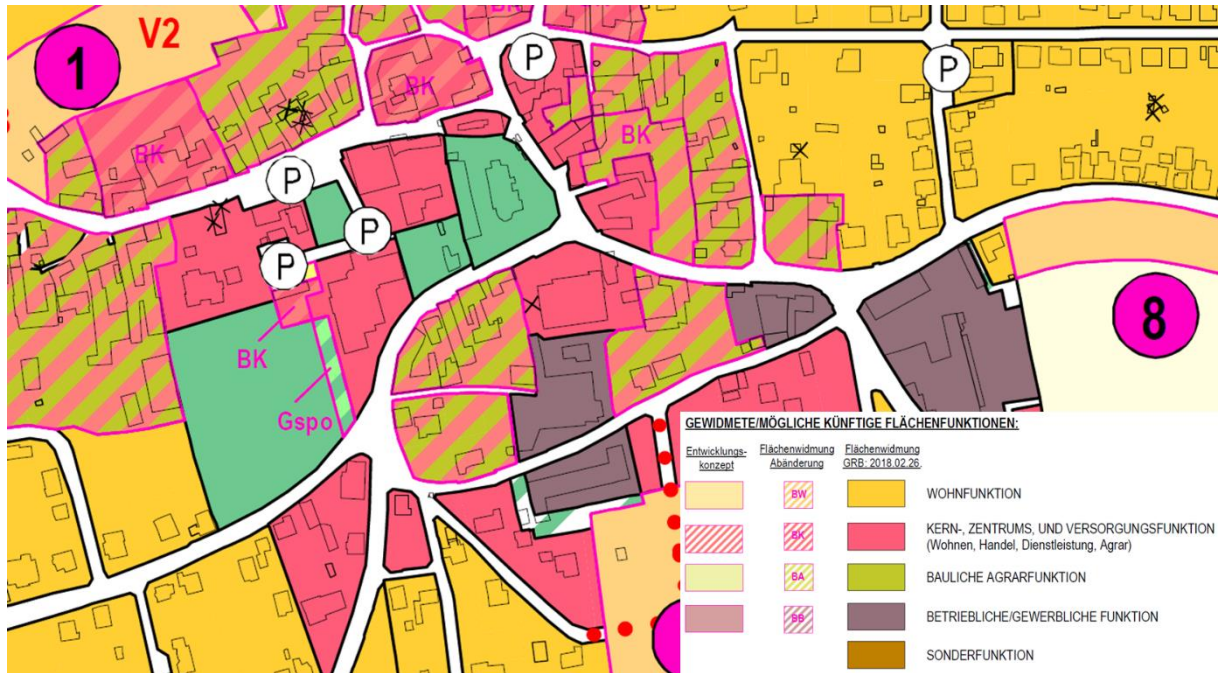 V2
1
BK
P
BK
P
BK
P
P
P
BK
Gspo
8
GEWIDMETE/MÖGLICHE KÜNFTIGE FLÄCHENFUNKTIONEN:
Entwicklungs-
konzept
Flächenwidmung
Abänderung
Flächenwidmung
GRB: 2018.02.26.
BW
WOHNFUNKTION
BK
KERN-, ZENTRUMS, UND VERSORGUNGSFUNKTION
(Wohnen, Handel, Dienstleistung, Agrar)
BA
BAULICHE AGRARFUNKTION
BB
BETRIEBLICHE/GEWERBLICHE FUNKTION
SONDERFUNKTION